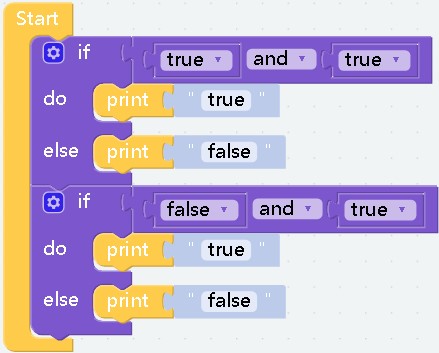 Start
if true ▾ and ▾ true ▾
do print " true "
else print " false "
if false ▾ and ▾ true ▾
do print " true "
else print " false "